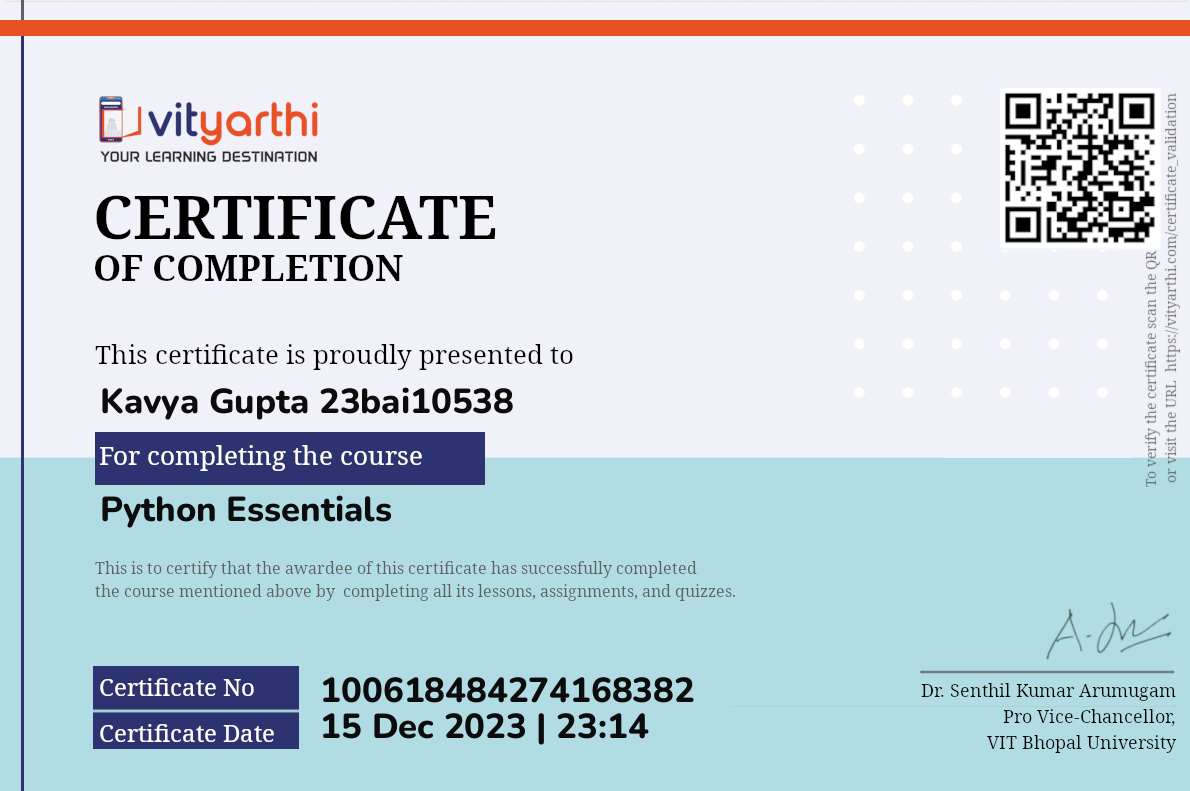 vityarthi
YOUR LEARNING DESTINATION
CERTIFICATE
OF COMPLETION
This certificate is proudly presented to
Kavya Gupta 23bai10538
For completing the course
Python Essentials
This is to certify that the awardee of this certificate has successfully completed
the course mentioned above by completing all its lessons, assignments, and quizzes.
Certificate No
100618484274168382
Certificate Date
15 Dec 2023 | 23:14
Dr. Senthil Kumar Arumugam
Pro Vice-Chancellor,
VIT Bhopal University
To verify the certificate scan the QR
or visit the URL https://vityarthi.com/certificate_validation